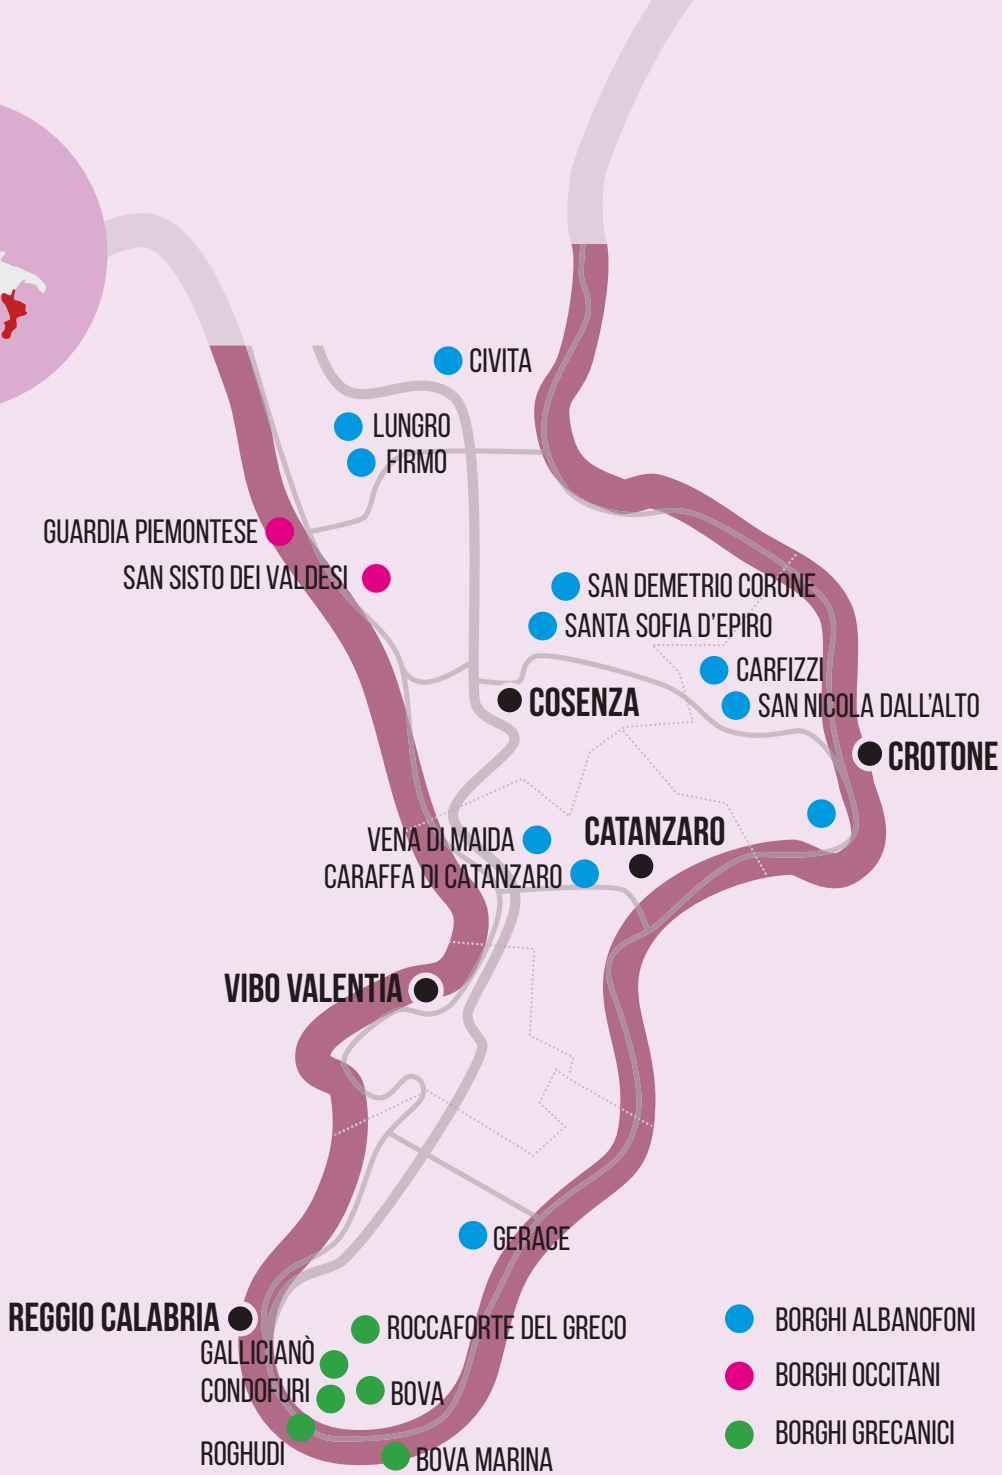 CIVITA
LUNGRO
FIRMO
GUARDIA PIEMONTESE
SAN SISTO DEI VALDESI
SAN DEMETRIO CORONE
SANTA SOFIA D'EPIRO
CARFIZZI
COSENZA
SAN NICOLA DALL'ALTO
CROTONE
CATANZARO
VENA DI MAIDA
CARAFFA DI CATANZARO
VIBO VALENTIA
GERACE
REGGIO CALABRIA
ROCCAFORTE DEL GRECO
GALLICIANÒ
CONDOFURI
BOVA
ROGHUDI
BOVA MARINA
BORGHI ALBANOFONI
BORGHI OCCITANI
BORGHI GRECANICI